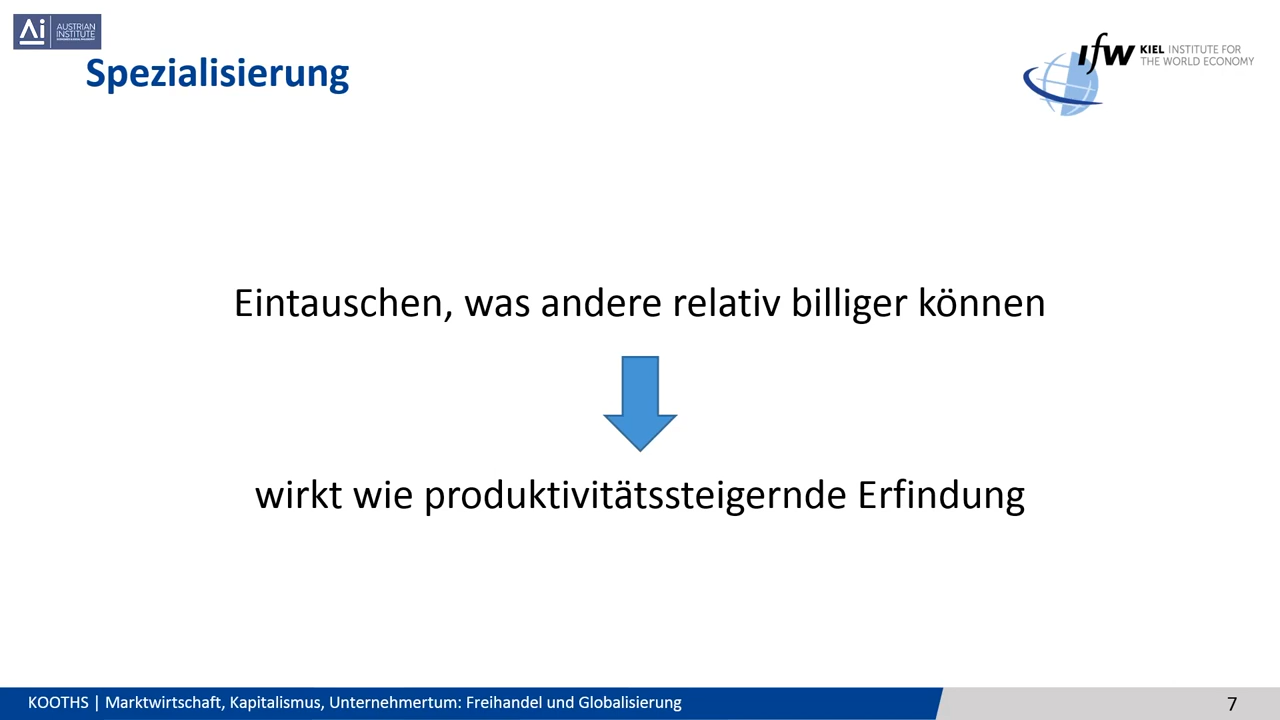 Ai AUSTRIAN
INSTITUTE
Spezialisierung
ifw KIEL INSTITUTE FOR
THE WORLD ECONOMY
Eintauschen, was andere relativ billiger können
wirkt wie produktivitätssteigernde Erfindung
KOOTHS | Marktwirtschaft, Kapitalismus, Unternehmertum: Freihandel und Globalisierung
7